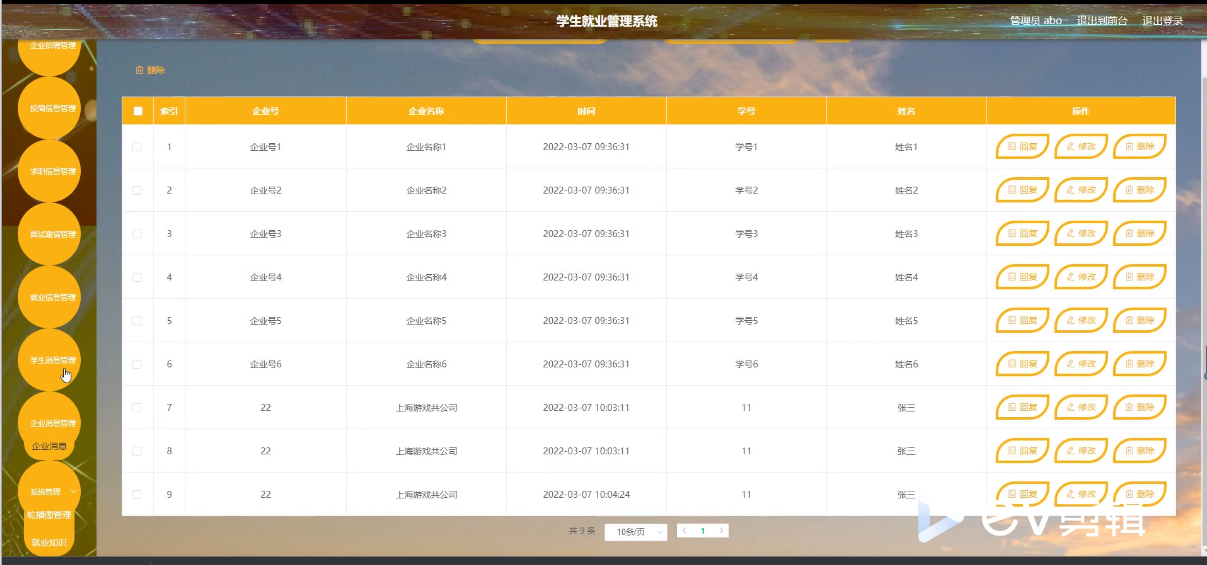 学生就业管理系统
管理员 abo 退出到前台 退出登录
企业招聘管理
投简信息管理
求职信息管理
面试邀请管理
就业信息管理
学生消息管理
企业消息管理
企业消息
系统管理
轮播图管理
就业知识
删除
索引 企业号 企业名称 时间 学号 姓名 操作
1 企业号1 企业名称1 2022-03-07 09:36:31 学号1 姓名1 回复 修改 删除
2 企业号2 企业名称2 2022-03-07 09:36:31 学号2 姓名2 回复 修改 删除
3 企业号3 企业名称3 2022-03-07 09:36:31 学号3 姓名3 回复 修改 删除
4 企业号4 企业名称4 2022-03-07 09:36:31 学号4 姓名4 回复 修改 删除
5 企业号5 企业名称5 2022-03-07 09:36:31 学号5 姓名5 回复 修改 删除
6 企业号6 企业名称6 2022-03-07 09:36:31 学号6 姓名6 回复 修改 删除
7 22 上海游戏共公司 2022-03-07 10:03:11 11 张三 回复 修改 删除
8 22 上海游戏共公司 2022-03-07 10:03:11 11 张三 回复 修改 删除
9 22 上海游戏共公司 2022-03-07 10:04:24 11 张三 回复 修改 删除
共 9 条 10条/页 1
ev剪辑